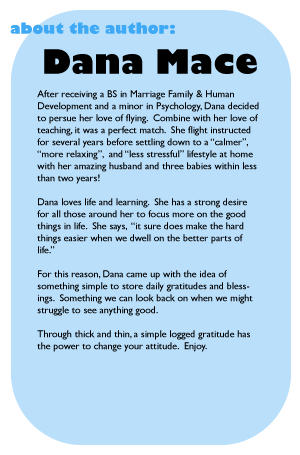 about the author:
Dana Mace
After receiving a BS in Marriage Family & Human
Development and a minor in Psychology, Dana decided
to persue her love of flying.  Combine with her love of
teaching, it was a perfect match.  She flight instructed
for several years before settling down to a “calmer”,
“more relaxing”,  and “less stressful” lifestyle at home
with her amazing husband and three babies within less
than two years!
Dana loves life and learning.  She has a strong desire
for all those around her to focus more on the good
things in life.  She says, “it sure does make the hard
things easier when we dwell on the better parts of
life.”
For this reason, Dana came up with the idea of
something simple to store daily gratitudes and bless-
ings.  Something we can look back on when we might
struggle to see anything good.
Through thick and thin, a simple logged gratitude has
the power to change your attitude.  Enjoy.